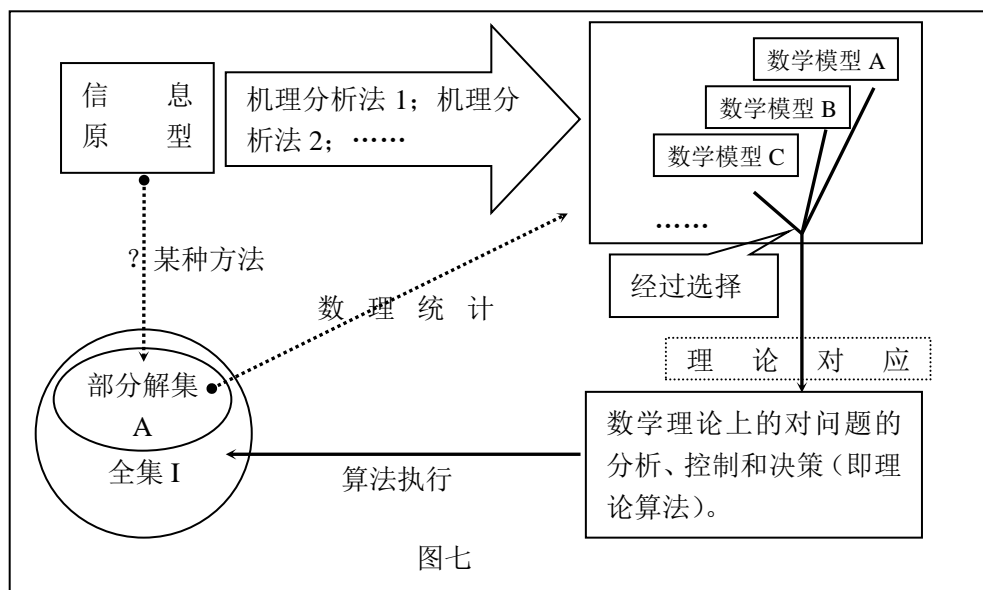 信 息
原 型
机理分析法 1；机理分
析法 2；……
数学模型 A
数学模型 B
数学模型 C
……
经过选择
？某种方法
数 理 统 计
理 论 对 应
部分解集
A
全集 I
算法执行
数学理论上的对问题的
分析、控制和决策（即理
论算法）。
图七